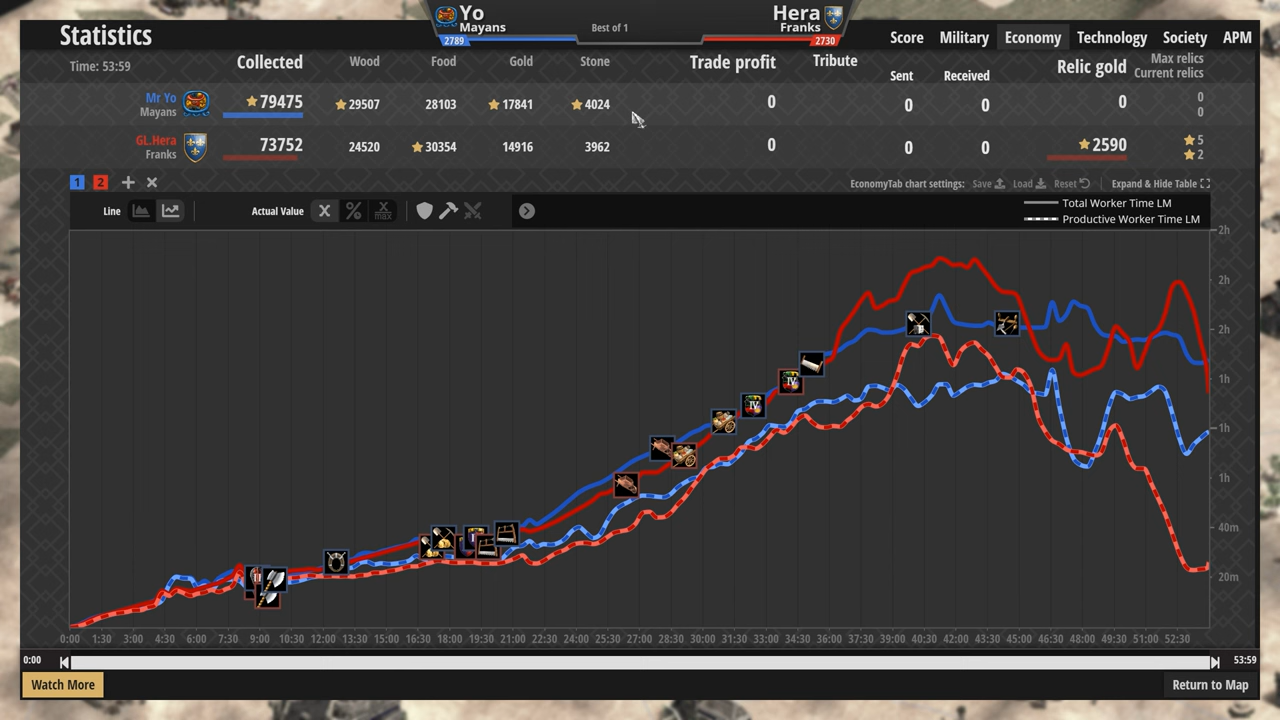 Yo
Mayans
2789
Best of 1
Hera
Franks
2730
Statistics
Score Military Economy Technology Society APM
Time: 53:59
Collected Wood Food Gold Stone Trade profit Tribute Sent Received Relic gold Max relics
Current relics
Mr Yo
Mayans
79475 29507 28103 17841 4024 0 0 0 0 0
0
GL.Hera
Franks
73752 24520 30354 14916 3962 0 0 0 2590 5
2
1 2
EconomyTab chart settings: Save Load Reset Expand & Hide Table
Line Actual Value X % X/max
Total Worker Time LM
Productive Worker Time LM
2h
2h
2h
1h
1h
1h
40m
20m
0:00 1:30 3:00 4:30 6:00 7:30 9:00 10:30 12:00 13:30 15:00 16:30 18:00 19:30 21:00 22:30 24:00 25:30 27:00 28:30 30:00 31:30 33:00 34:30 36:00 37:30 39:00 40:30 42:00 43:30 45:00 46:30 48:00 49:30 51:00 52:30
0:00 53:59
Watch More Return to Map